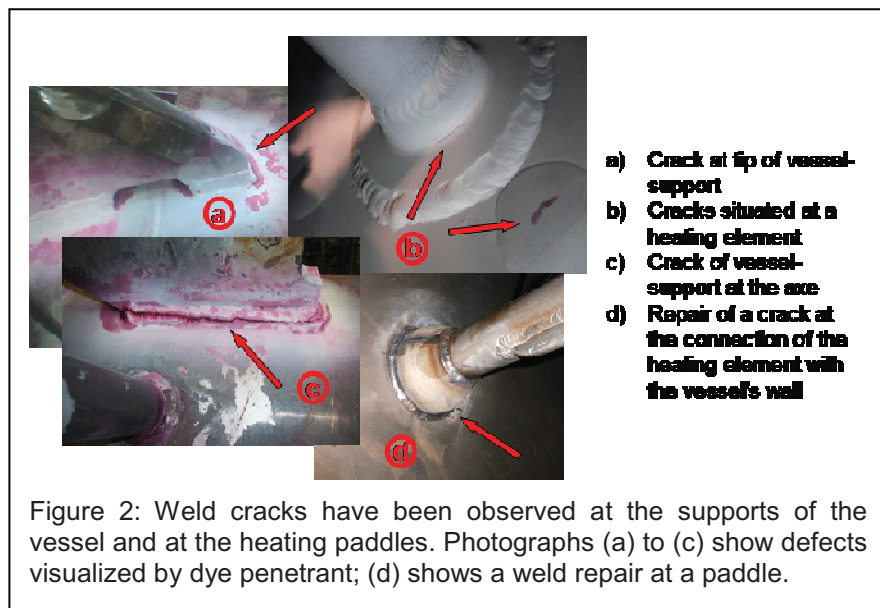 a
b
c
d
a) Crack at tip of vessel-
support
b) Cracks situated at a
heating element
c) Crack of vessel-
support at the axe
d) Repair of a crack at
the connection of the
heating element with
the vessel's wall
Figure 2: Weld cracks have been observed at the supports of the
vessel and at the heating paddles. Photographs (a) to (c) show defects
visualized by dye penetrant; (d) shows a weld repair at a paddle.